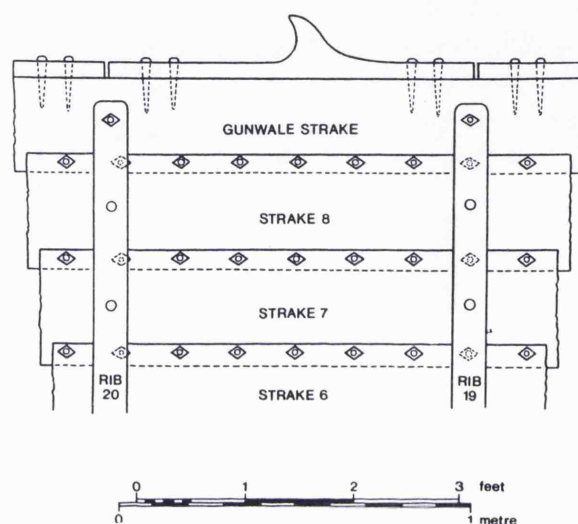 GUNWALE STRAKE
STRAKE 8
STRAKE 7
RIB 20
STRAKE 6
RIB 19
0 1 2 3 feet
0 1 metre